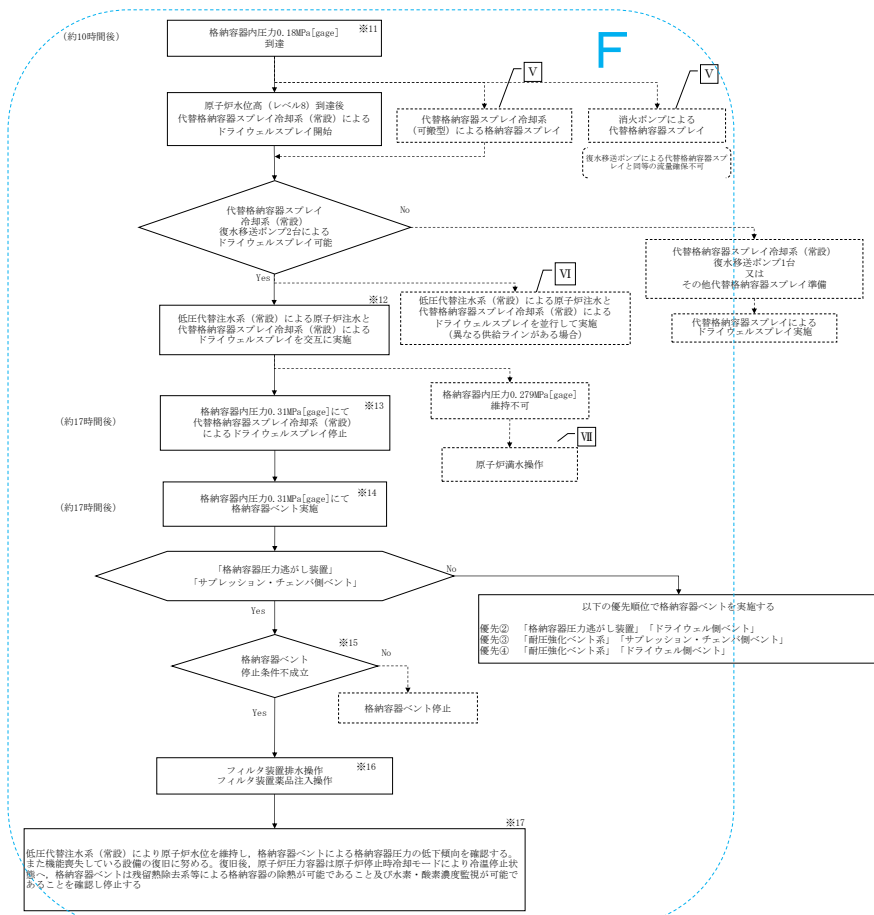 F
(約10時間後)
格納容器内圧力0.18MPa[gage]
到達
※11
Ⅴ
Ⅴ
原子炉水位高（レベル8）到達後
代替格納容器スプレイ冷却系（常設）による
ドライウェルスプレイ開始
代替格納容器スプレイ冷却系
（可搬型）による格納容器スプレイ
消火ポンプによる
代替格納容器スプレイ
復水移送ポンプによる代替格納容器スプ
レイと同等の流量確保不可
代替格納容器スプレイ
冷却系（常設）
復水移送ポンプ2台による
ドライウェルスプレイ可能
No
Yes
代替格納容器スプレイ冷却系（常設）
復水移送ポンプ1台
又は
その他代替格納容器スプレイ準備
代替格納容器スプレイによる
ドライウェルスプレイ実施
Ⅵ
※12
低圧代替注水系（常設）による原子炉注水と
代替格納容器スプレイ冷却系（常設）による
ドライウェルスプレイを交互に実施
低圧代替注水系（常設）による原子炉注水と
代替格納容器スプレイ冷却系（常設）による
ドライウェルスプレイを並行して実施
（異なる供給ラインがある場合）
(約17時間後)
格納容器内圧力0.31MPa[gage]にて
代替格納容器スプレイ冷却系（常設）
によるドライウェルスプレイ停止
※13
格納容器内圧力0.279MPa[gage]
維持不可
Ⅶ
原子炉満水操作
(約17時間後)
格納容器内圧力0.31MPa[gage]にて
格納容器ベント実施
※14
「格納容器圧力逃がし装置」
「サプレッション・チェンバ側ベント」
No
Yes
以下の優先順位で格納容器ベントを実施する
優先②　「格納容器圧力逃がし装置」「ドライウェル側ベント」
優先③　「耐圧強化ベント系」「サプレッション・チェンバ側ベント」
優先④　「耐圧強化ベント系」「ドライウェル側ベント」
※15
格納容器ベント
停止条件不成立
No
Yes
格納容器ベント停止
フィルタ装置排水操作
フィルタ装置薬品注入操作
※16
※17
低圧代替注水系（常設）により原子炉水位を維持し，格納容器ベントによる格納容器圧力の低下傾向を確認する。
また機能喪失している設備の復旧に努める。復旧後，原子炉圧力容器は原子炉停止時冷却モードにより冷温停止状
態へ，格納容器ベントは残留熱除去系等による格納容器の除熱が可能であること及び水素・酸素濃度監視が可能で
あることを確認し停止する